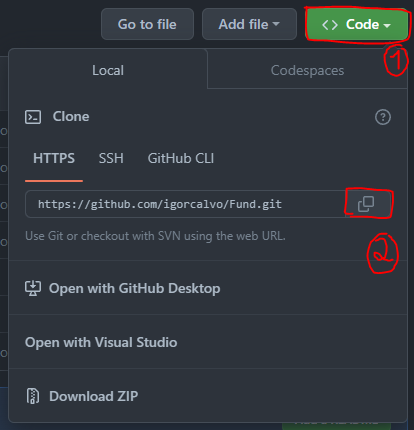 Go to file Add file <> Code
1
Local Codespaces
Clone
HTTPS SSH GitHub CLI
https://github.com/igorcalvo/Fund.git
2
Use Git or checkout with SVN using the web URL.
Open with GitHub Desktop
Open with Visual Studio
Download ZIP